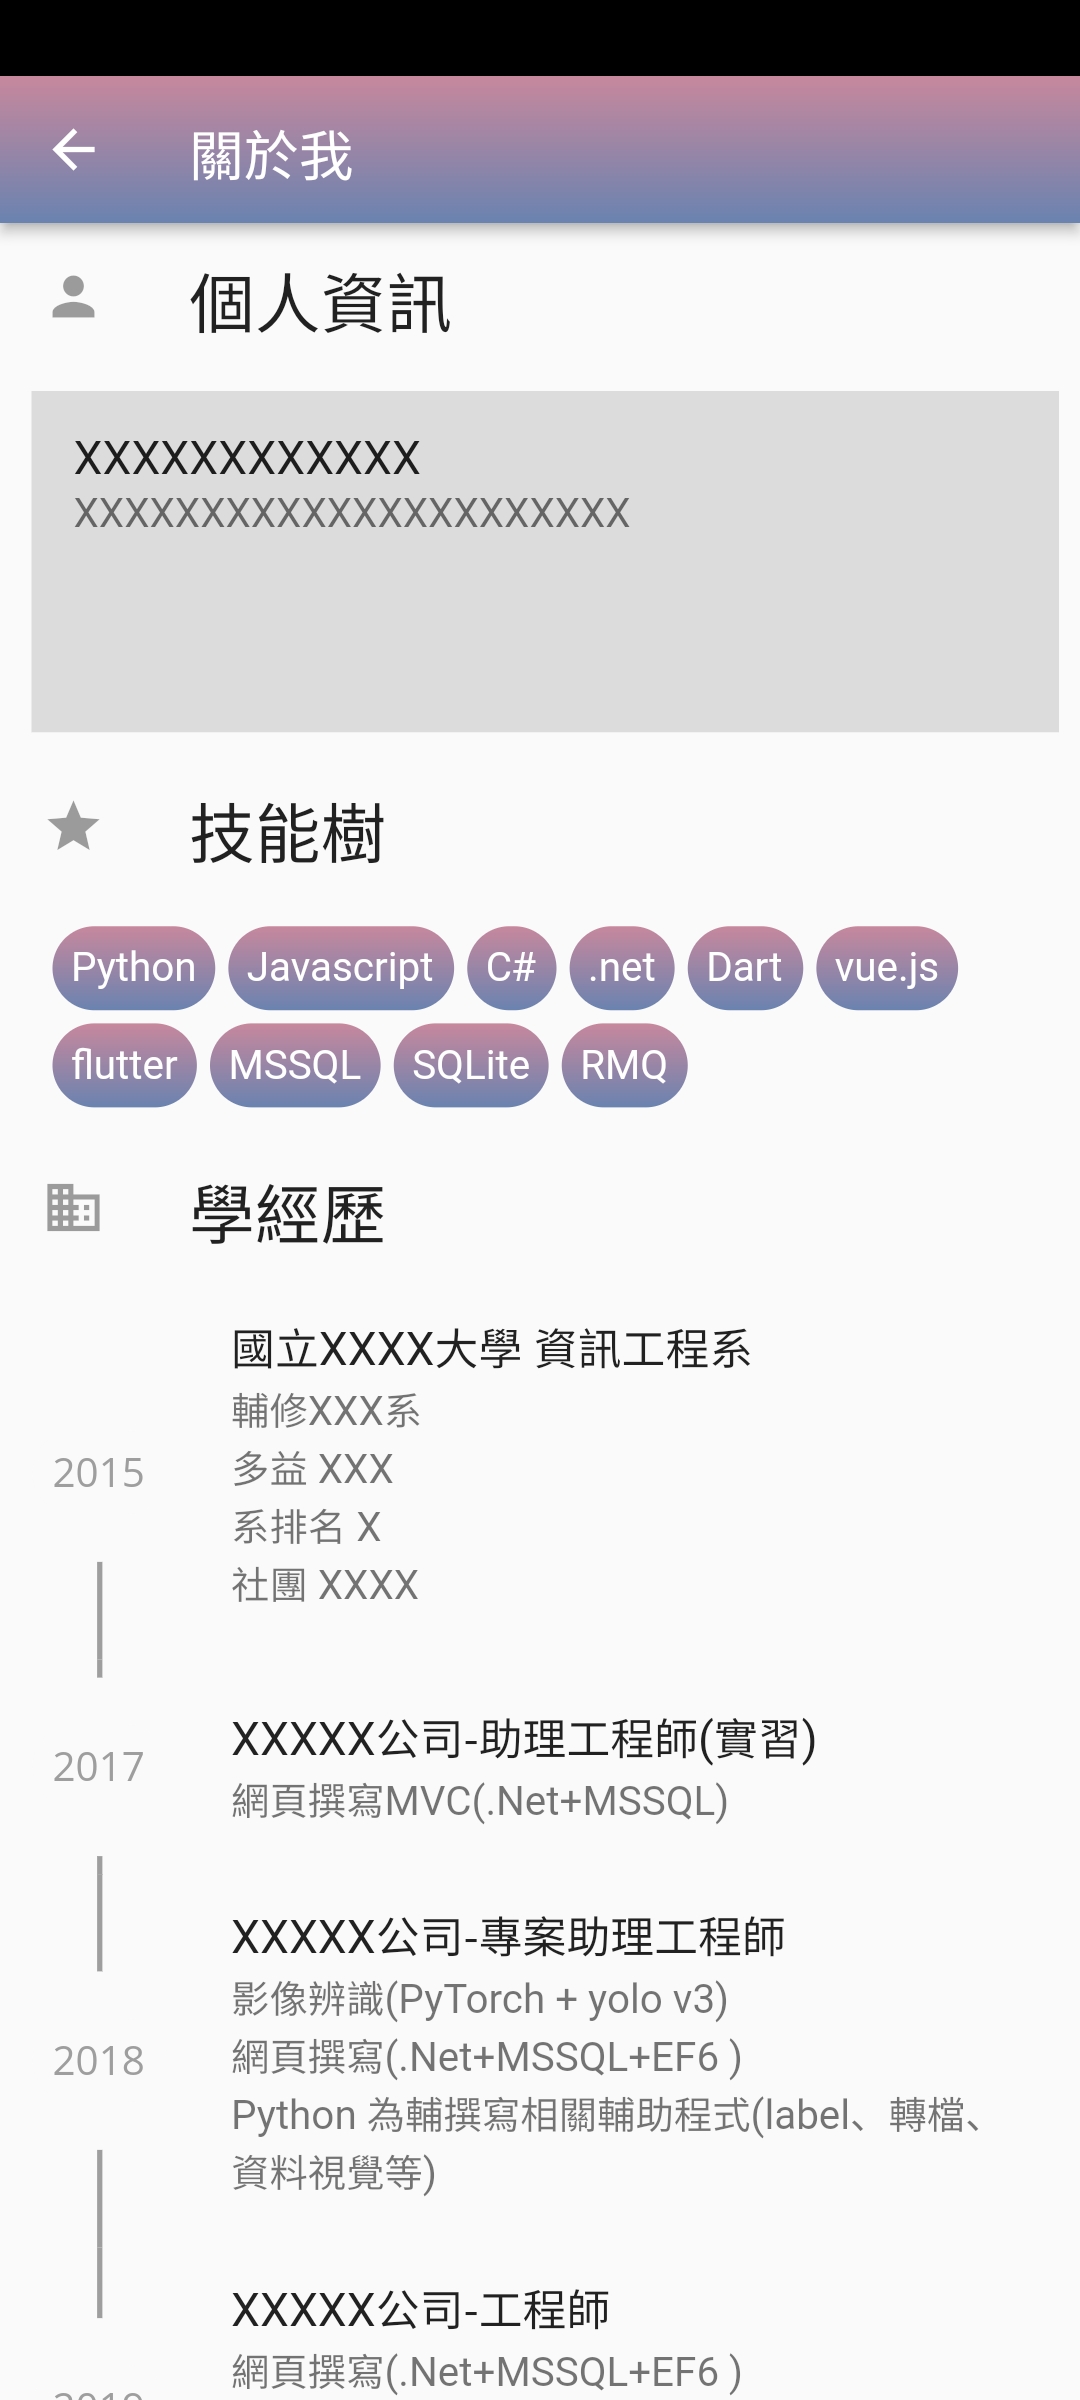 關於我
個人資訊
XXXXXXXXXXXX
XXXXXXXXXXXXXXXXXXXXXX
技能樹
Python Javascript C# .net Dart vue.js
flutter MSSQL SQLite RMQ
學經歷
國立XXXX大學 資訊工程系
輔修XXX系
多益 XXX
2015
系排名 X
社團 XXXX
XXXXX公司-助理工程師(實習)
2017
網頁撰寫MVC(.Net+MSSQL)
XXXXX公司-專案助理工程師
影像辨識(PyTorch + yolo v3)
2018
網頁撰寫(.Net+MSSQL+EF6 )
Python 為輔撰寫相關輔助程式(label、轉檔、
資料視覺等)
XXXXX公司-工程師
網頁撰寫(.Net+MSSQL+EF6 )